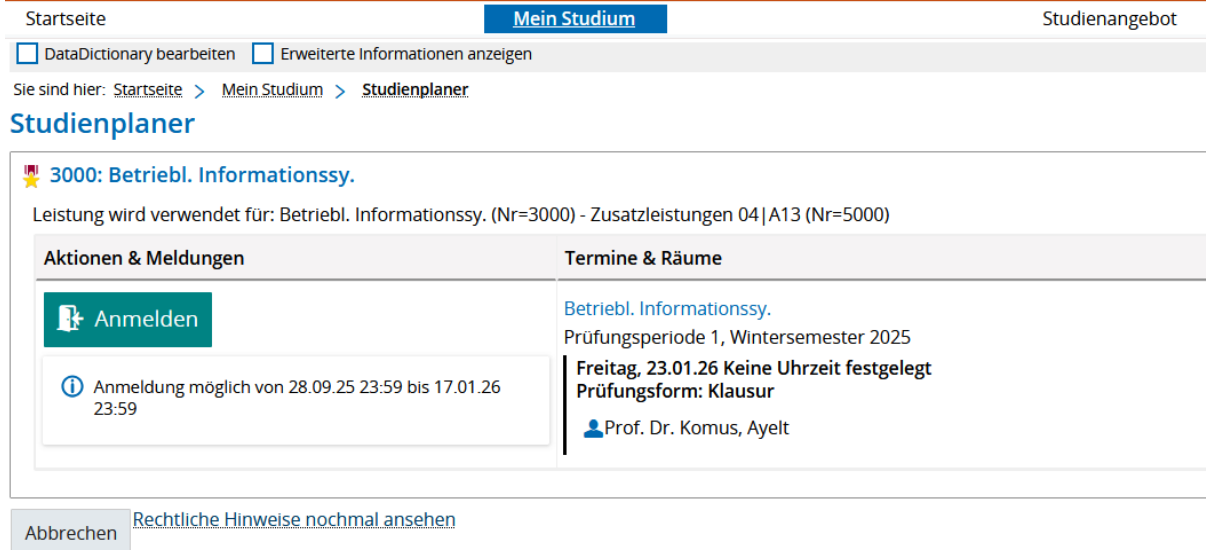 Startseite
Mein Studium
Studienangebot
DataDictionary bearbeiten
Erweiterte Informationen anzeigen
Sie sind hier: Startseite > Mein Studium > Studienplaner
Studienplaner
3000: Betriebl. Informationssy.
Leistung wird verwendet für: Betriebl. Informationssy. (Nr=3000) - Zusatzleistungen 04|A13 (Nr=5000)
Aktionen & Meldungen
Anmelden
Anmeldung möglich von 28.09.25 23:59 bis 17.01.26
23:59
Termine & Räume
Betriebl. Informationssy.
Prüfungsperiode 1, Wintersemester 2025
Freitag, 23.01.26 Keine Uhrzeit festgelegt
Prüfungsform: Klausur
Prof. Dr. Komus, Ayelt
Abbrechen
Rechtliche Hinweise nochmal ansehen